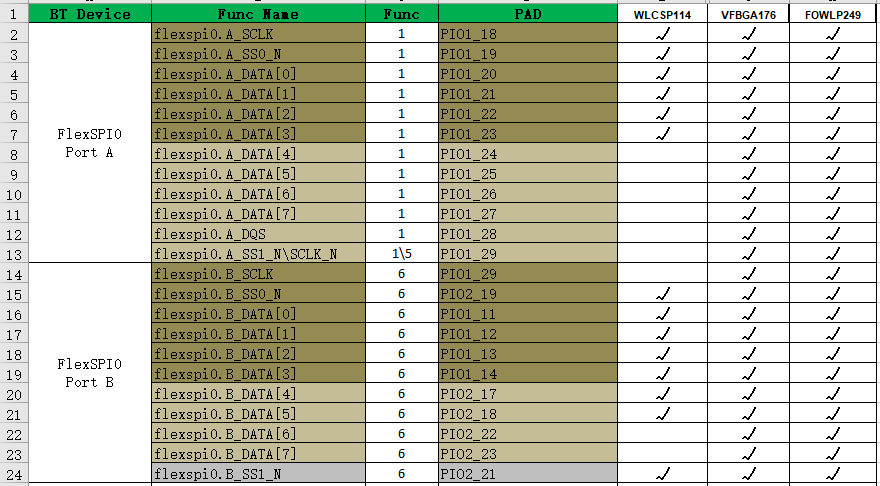 1 BT Device Func Name Func PAD WLCSP114 VFBGA176 FOWLP249
2 flexspi0.A_SCLK 1 PIO1_18 ✓ ✓ ✓
3 flexspi0.A_SS0_N 1 PIO1_19 ✓ ✓ ✓
4 flexspi0.A_DATA[0] 1 PIO1_20 ✓ ✓ ✓
5 flexspi0.A_DATA[1] 1 PIO1_21 ✓ ✓ ✓
6 flexspi0.A_DATA[2] 1 PIO1_22 ✓ ✓ ✓
7 FlexSPI0 flexspi0.A_DATA[3] 1 PIO1_23 ✓ ✓ ✓
8 Port A flexspi0.A_DATA[4] 1 PIO1_24 ✓ ✓
9 flexspi0.A_DATA[5] 1 PIO1_25 ✓ ✓
10 flexspi0.A_DATA[6] 1 PIO1_26 ✓ ✓
11 flexspi0.A_DATA[7] 1 PIO1_27 ✓ ✓
12 flexspi0.A_DQS 1 PIO1_28 ✓ ✓
13 flexspi0.A_SS1_N\SCLK_N 1\5 PIO1_29 ✓ ✓
14 flexspi0.B_SCLK 6 PIO1_29 ✓ ✓
15 flexspi0.B_SS0_N 6 PIO2_19 ✓ ✓ ✓
16 flexspi0.B_DATA[0] 6 PIO1_11 ✓ ✓ ✓
17 flexspi0.B_DATA[1] 6 PIO1_12 ✓ ✓ ✓
18 FlexSPI0 flexspi0.B_DATA[2] 6 PIO1_13 ✓ ✓ ✓
19 Port B flexspi0.B_DATA[3] 6 PIO1_14 ✓ ✓ ✓
20 flexspi0.B_DATA[4] 6 PIO2_17 ✓ ✓ ✓
21 flexspi0.B_DATA[5] 6 PIO2_18 ✓ ✓ ✓
22 flexspi0.B_DATA[6] 6 PIO2_22 ✓ ✓
23 flexspi0.B_DATA[7] 6 PIO2_23 ✓ ✓
24 flexspi0.B_SS1_N 6 PIO2_21 ✓ ✓ ✓